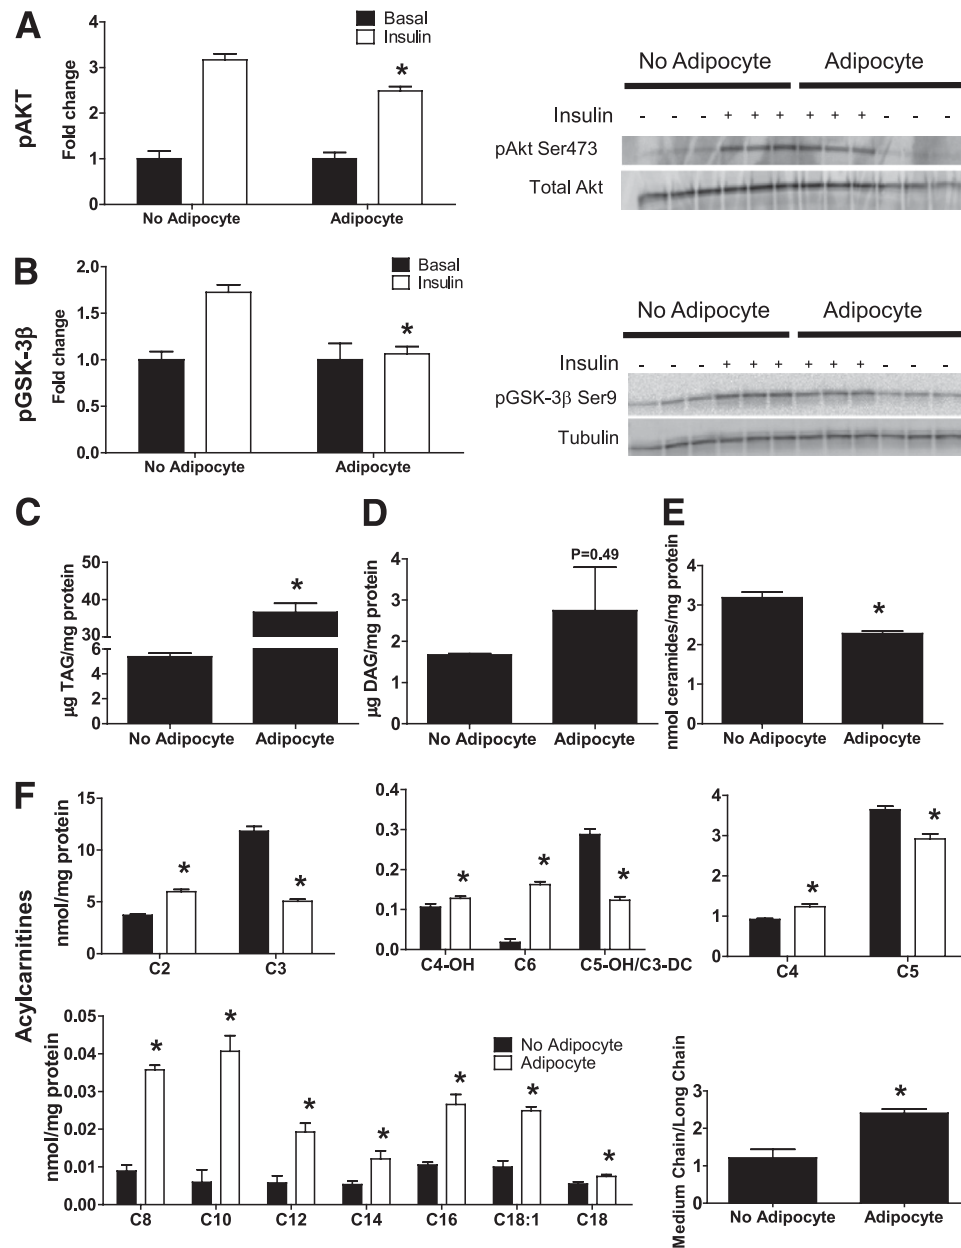 A
pAKT
Fold change
4
3
2
1
0
Basal
Insulin
*
No Adipocyte
Adipocyte
No Adipocyte
Adipocyte
Insulin
- - - + + + + + + - - -
pAkt Ser473
Total Akt
B
pGSK-3β
Fold change
2.0
1.5
1.0
0.5
0.0
Basal
Insulin
*
No Adipocyte
Adipocyte
No Adipocyte
Adipocyte
Insulin
- - - + + + + + + - - -
pGSK-3β Ser9
Tubulin
C
µg TAG/mg protein
50
40
30
6
4
2
0
*
No Adipocyte
Adipocyte
D
µg DAG/mg protein
4
3
2
1
0
P=0.49
No Adipocyte
Adipocyte
E
nmol ceramides/mg protein
4
3
2
1
0
*
No Adipocyte
Adipocyte
F
Acylcarnitines
nmol/mg protein
15
10
5
0
*
*
C2
C3
0.4
0.3
0.2
0.1
0.0
*
*
*
C4-OH
C6
C5-OH/C3-DC
4
3
2
1
0
*
*
C4
C5
nmol/mg protein
0.05
0.04
0.03
0.02
0.01
0.00
No Adipocyte
Adipocyte
*
*
*
*
*
*
*
C8
C10
C12
C14
C16
C18:1
C18
Medium Chain/Long Chain
3
2
1
0
*
No Adipocyte
Adipocyte